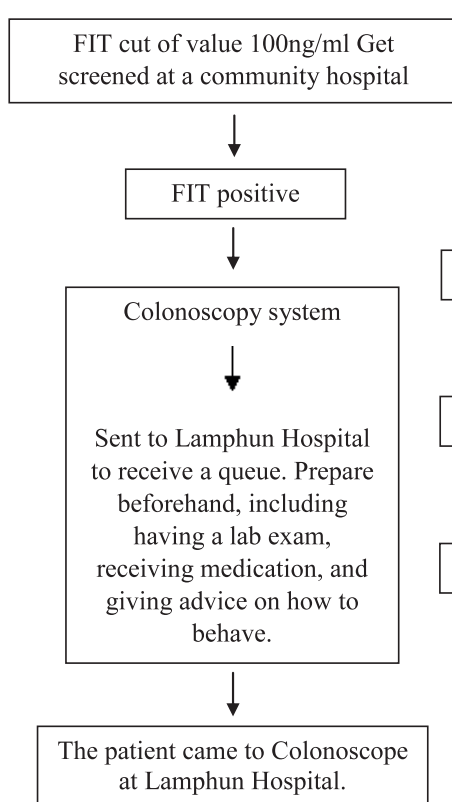 FIT cut of value 100ng/ml Get
screened at a community hospital
FIT positive
Colonoscopy system
Sent to Lamphun Hospital
to receive a queue. Prepare
beforehand, including
having a lab exam,
receiving medication, and
giving advice on how to
behave.
The patient came to Colonoscope
at Lamphun Hospital.